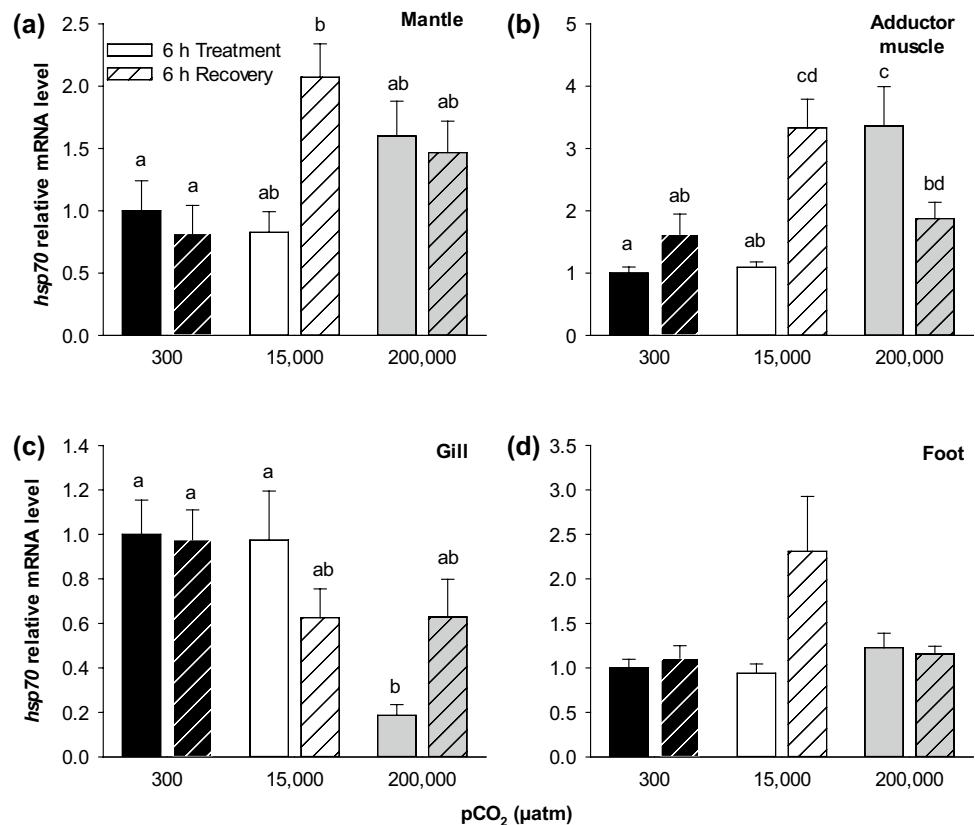 (a)
Mantle
hsp70 relative mRNA level
2.5
2.0
1.5
1.0
0.5
0.0
6 h Treatment
6 h Recovery
a
a
ab
b
ab
ab
300
15,000
200,000
(b)
Adductor
muscle
5
4
3
2
1
0
a
ab
ab
cd
c
bd
300
15,000
200,000
(c)
Gill
hsp70 relative mRNA level
1.4
1.2
1.0
0.8
0.6
0.4
0.2
0.0
a
a
a
ab
b
ab
300
15,000
200,000
(d)
Foot
3.5
3.0
2.5
2.0
1.5
1.0
0.5
0.0
300
15,000
200,000
pCO₂ (µatm)